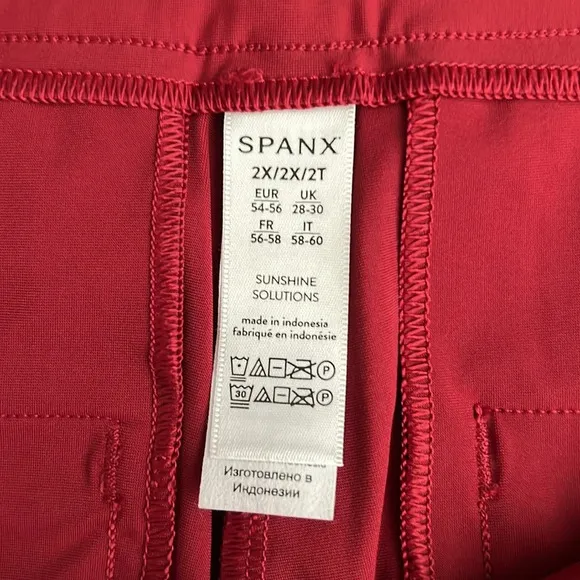 SPANX
2X/2X/2T
EUR UK
54-56 28-30
FR IT
56-58 58-60
SUNSHINE
SOLUTIONS
made in indonesia
fabriqué en indonésie
P
30 P
Изготовлено в
Индонезии